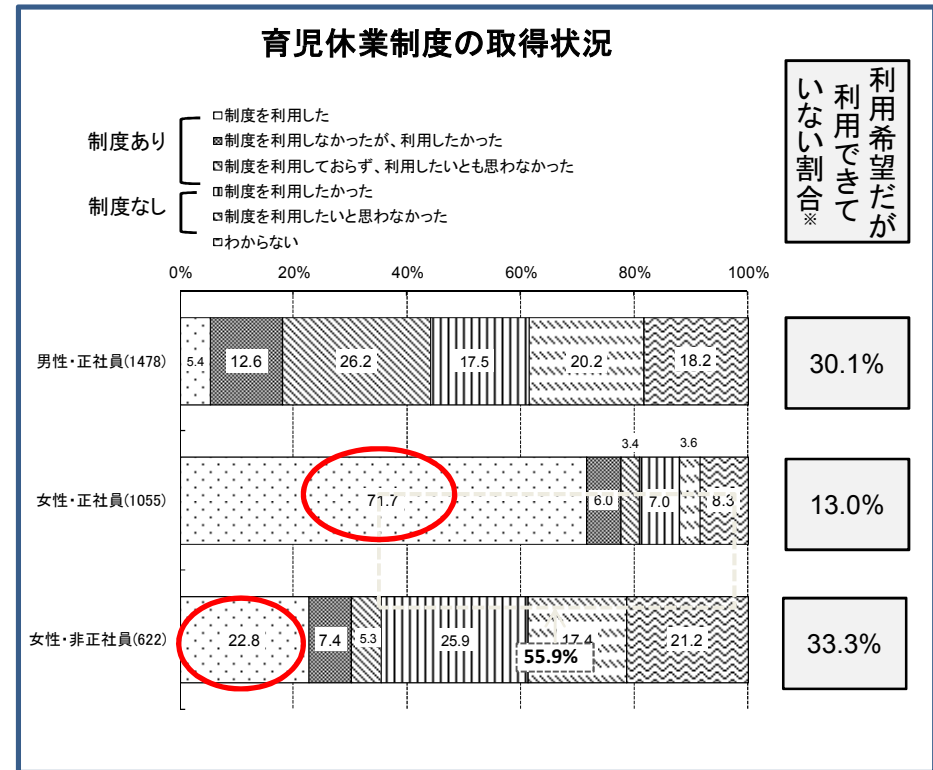 育児休業制度の取得状況
利用希望だが
利用できて
いない割合※
制度あり
□制度を利用した
制度を利用しなかったが、利用したかった
制度を利用しておらず、利用したいとも思わなかった
制度なし
制度を利用したかった
制度を利用したいと思わなかった
わからない
0% 20% 40% 60% 80% 100%
男性・正社員(1478) 5.4 12.6 26.2 17.5 20.2 18.2 30.1%
3.4 3.6
女性・正社員(1055) 71.7 6.0 7.0 8.3 13.0%
女性・非正社員(622) 22.8 7.4 5.3 25.9 17.4 21.2 33.3%
55.9%